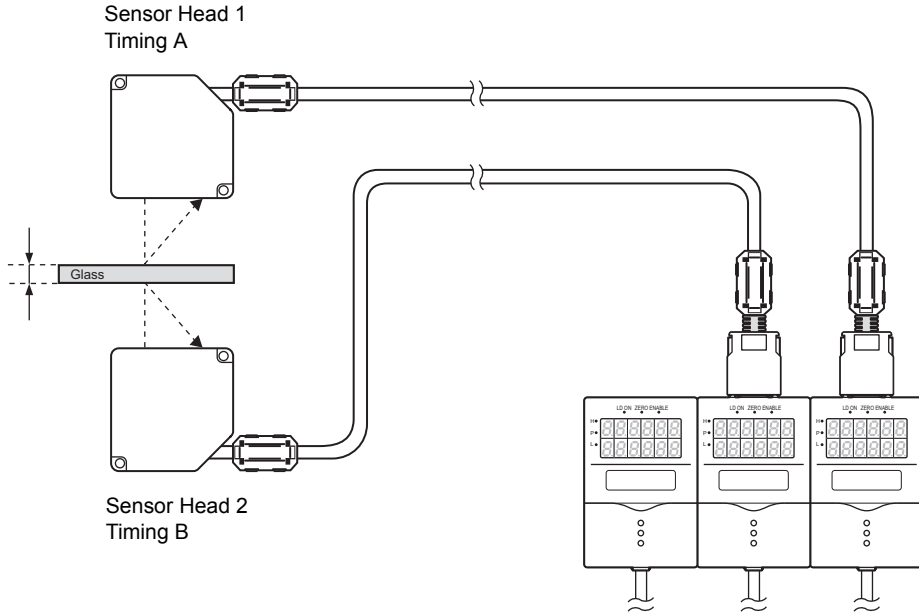 Sensor Head 1
Timing A
Glass
Sensor Head 2
Timing B
LD ON ZERO ENABLE
H
P
L
LD ON ZERO ENABLE
H
P
L
LD ON ZERO ENABLE
H
P
L